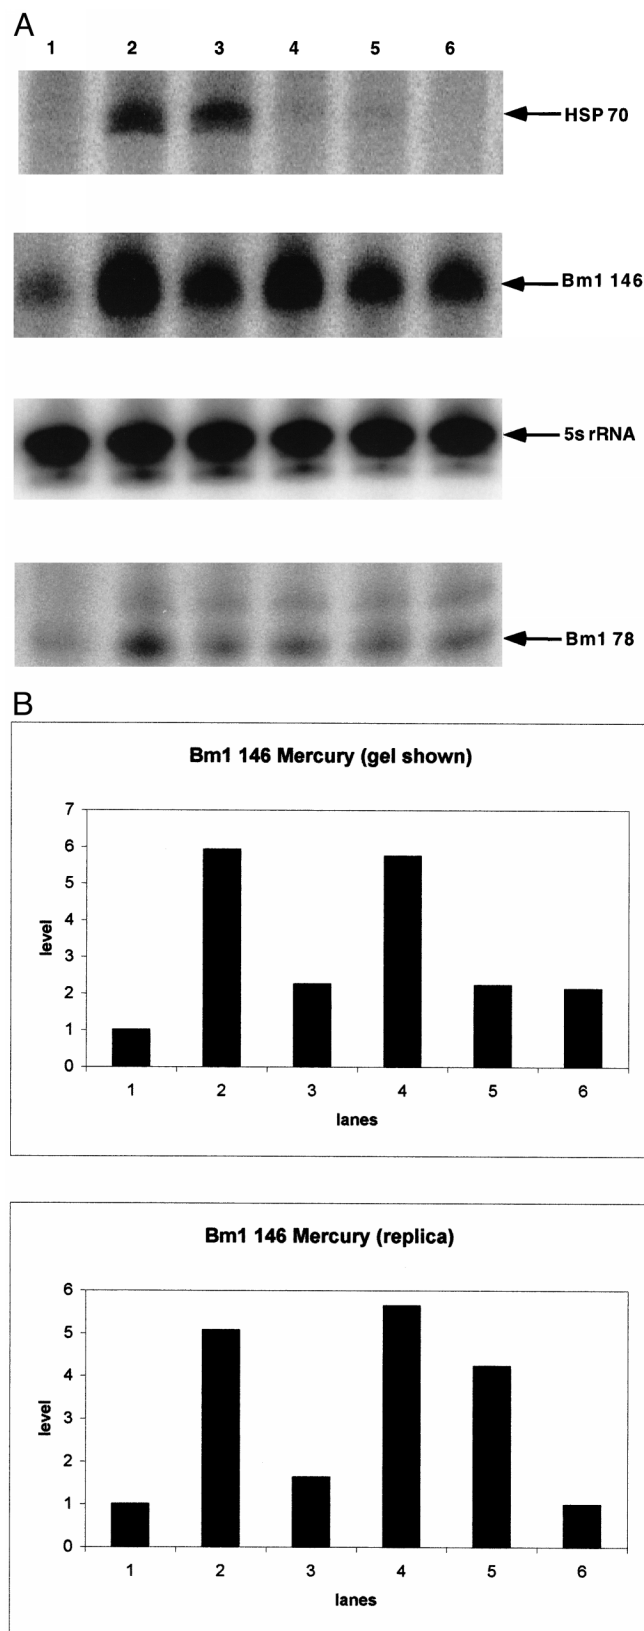 A
1 2 3 4 5 6
HSP 70
Bm1 146
5s rRNA
Bm1 78
B
Bm1 146 Mercury (gel shown)
7
6
5
4
3
2
1
0
level
1 2 3 4 5 6
lanes
Bm1 146 Mercury (replica)
6
5
4
3
2
1
0
level
1 2 3 4 5 6
lanes